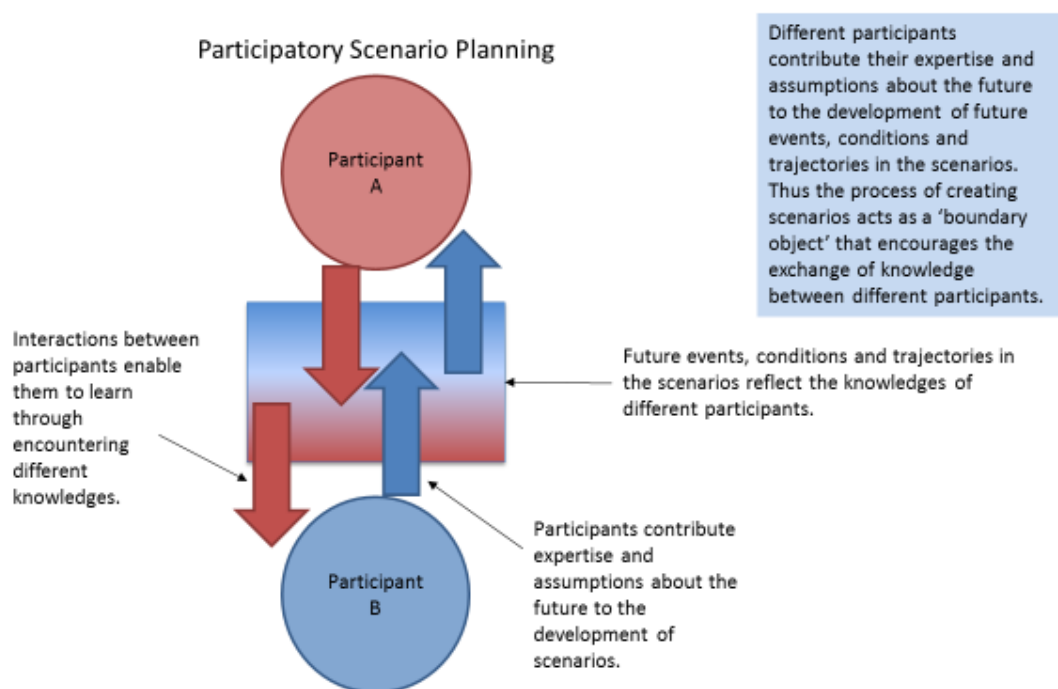 Participatory Scenario Planning
Participant
A
Different participants
contribute their expertise and
assumptions about the future
to the development of future
events, conditions and
trajectories in the scenarios.
Thus the process of creating
scenarios acts as a ‘boundary
object’ that encourages the
exchange of knowledge
between different participants.
Interactions between
participants enable
them to learn
through
encountering
different
knowledges.
Future events, conditions and trajectories in
the scenarios reflect the knowledges of
different participants.
Participants contribute
expertise and
assumptions about the
future to the
development of
scenarios.
Participant
B